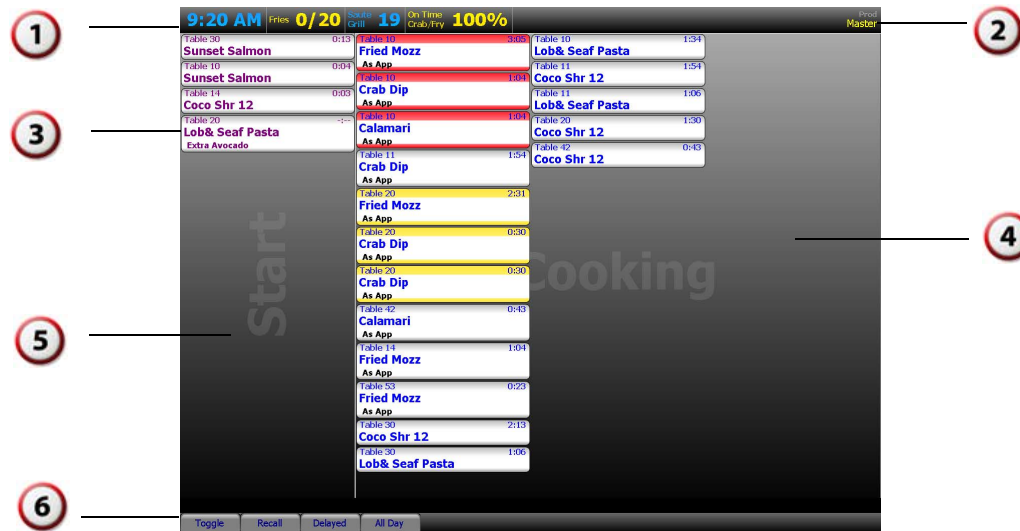 9:20 AM Fries 0/20 Saute Grill 19 On Time Crab/Fry 100% Prod Master
1
2
3
4
5
6
Table 30 0:13
Sunset Salmon
Table 10 0:04
Sunset Salmon
Table 14 0:03
Coco Shr 12
Table 20 -:--
Lob& Seaf Pasta
Extra Avocado
Start
Table 10 3:05
Fried Mozz
As App
Table 10 1:04
Crab Dip
As App
Table 10 1:04
Calamari
As App
Table 11 1:54
Crab Dip
As App
Table 20 2:31
Fried Mozz
As App
Table 20 0:30
Crab Dip
As App
Table 20 0:30
Crab Dip
As App
Table 42 0:43
Calamari
As App
Table 14 1:04
Fried Mozz
As App
Table 53 0:23
Fried Mozz
As App
Table 30 2:13
Coco Shr 12
Table 30 1:06
Lob& Seaf Pasta
Table 10 1:34
Lob& Seaf Pasta
Table 11 1:54
Coco Shr 12
Table 11 1:06
Lob& Seaf Pasta
Table 20 1:30
Coco Shr 12
Table 42 0:43
Coco Shr 12
Cooking
Toggle Recall Delayed All Day